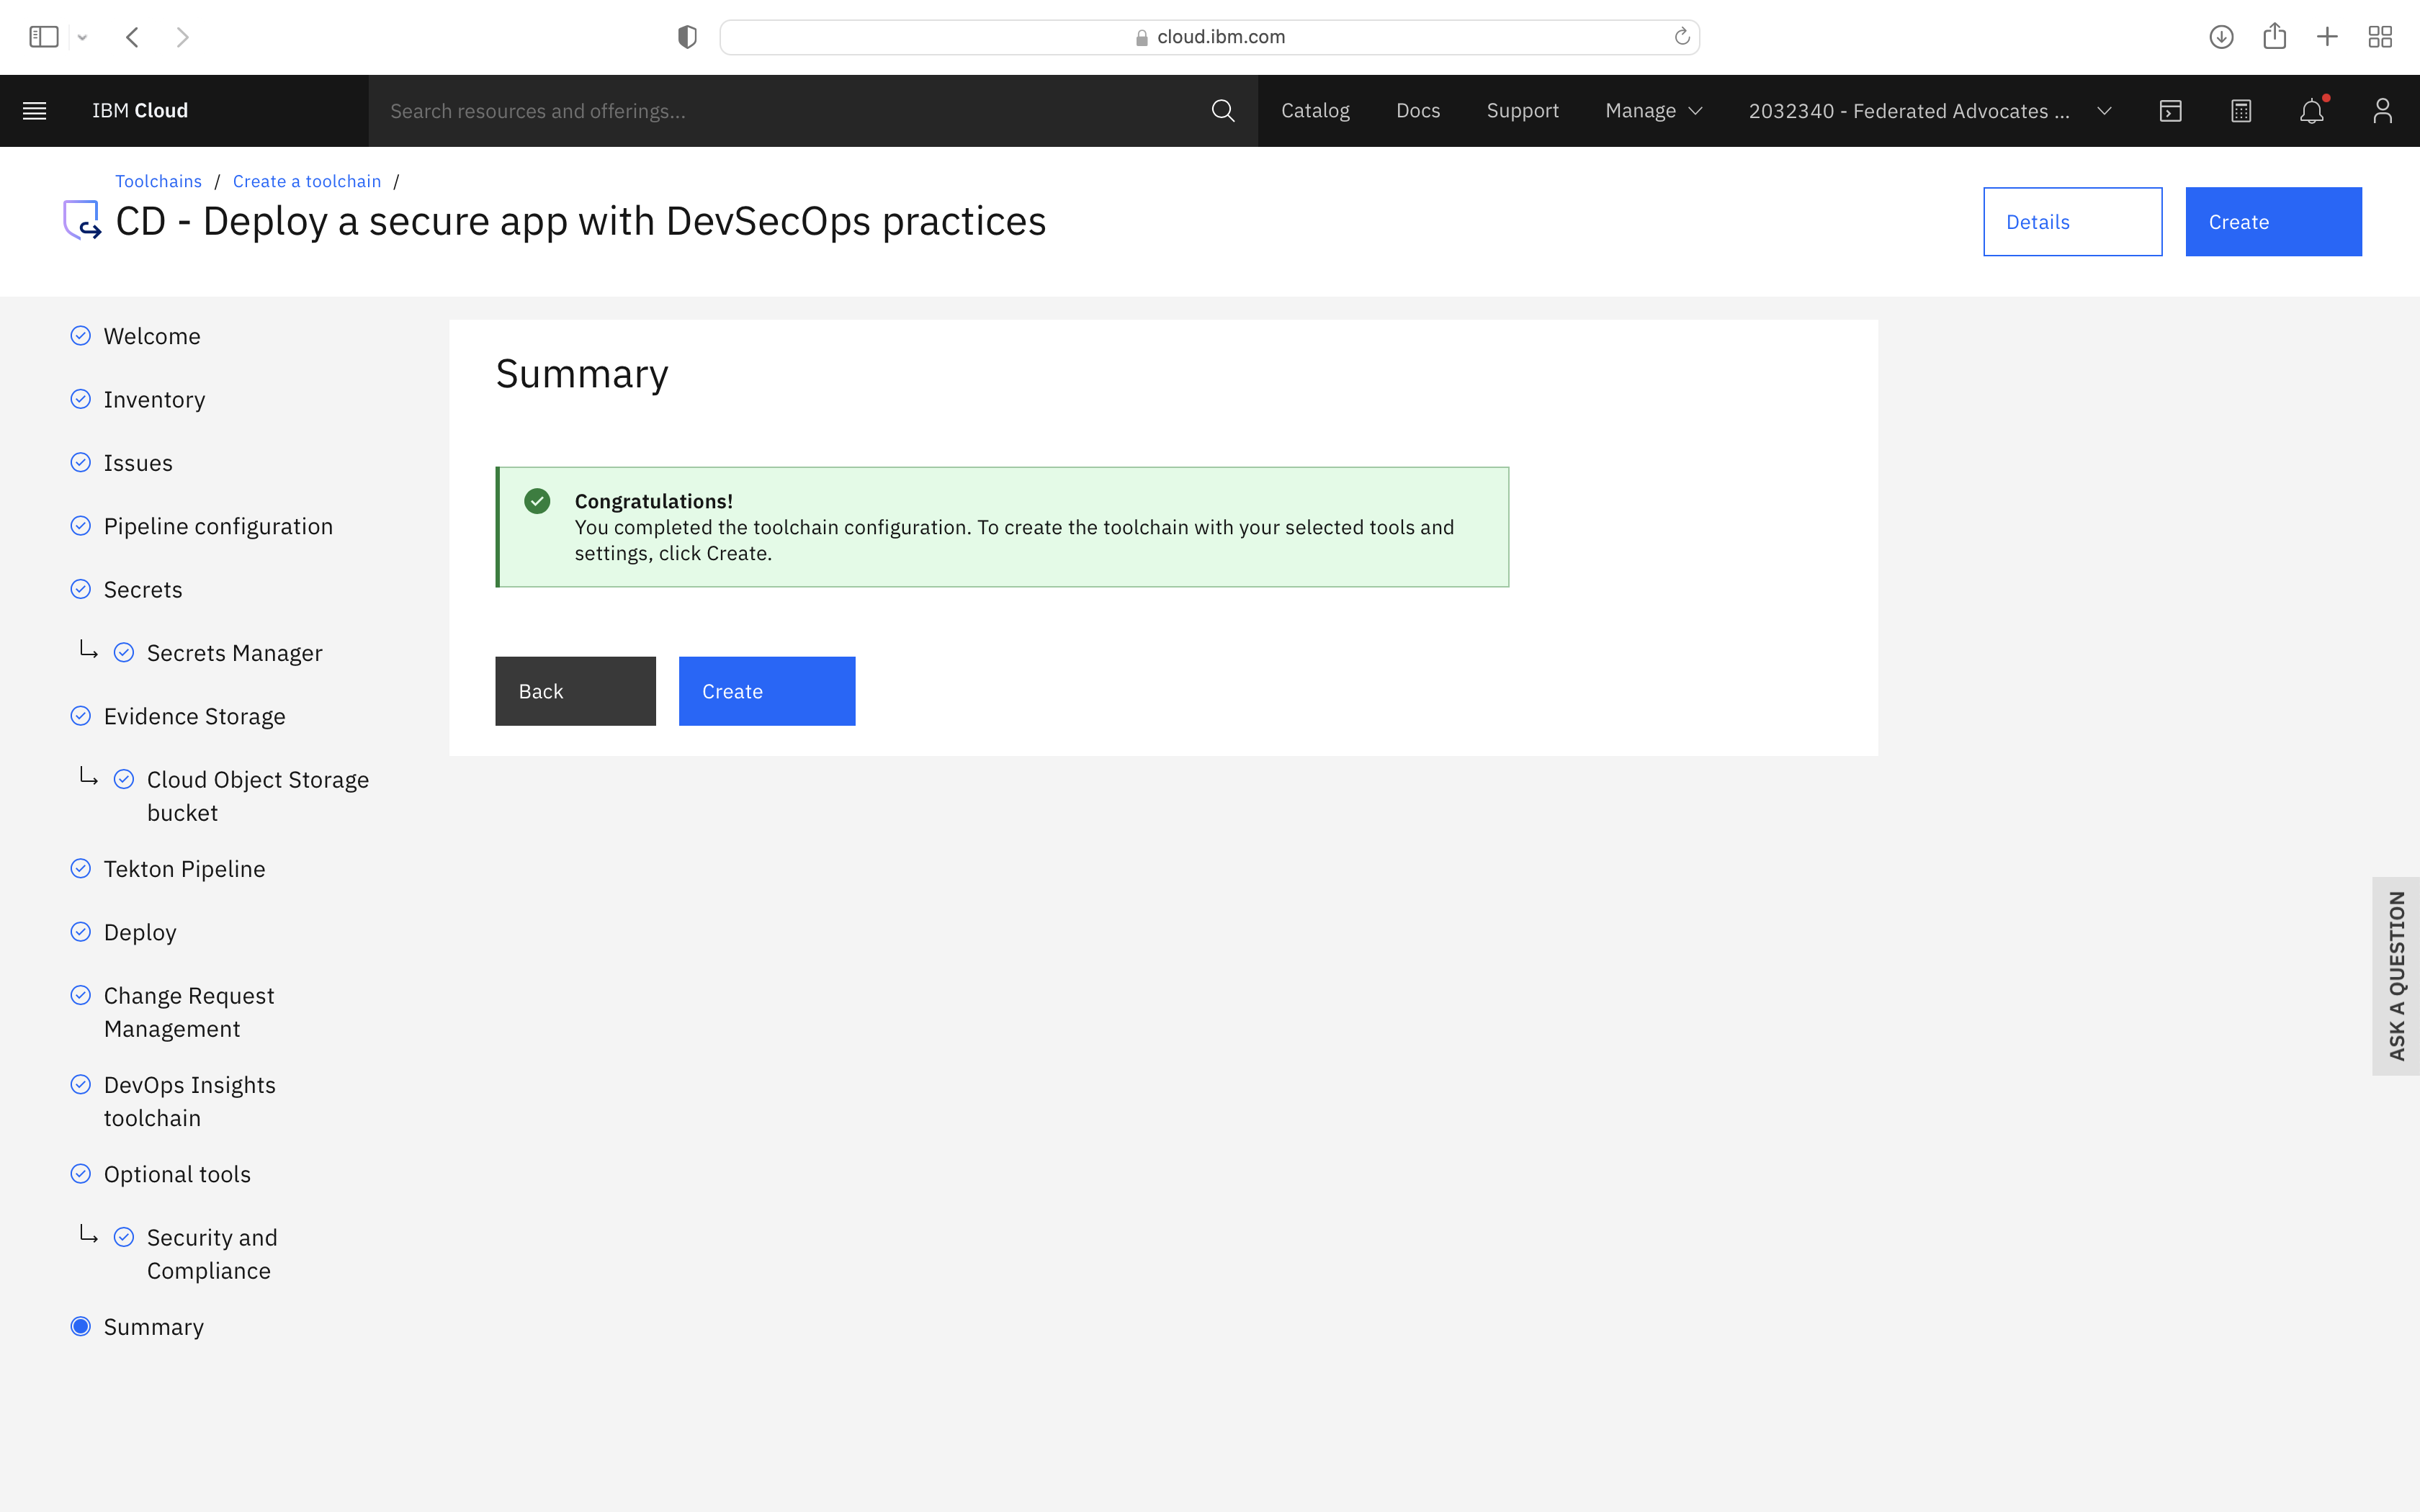 cloud.ibm.com
IBM Cloud
Search resources and offerings...
Catalog
Docs
Support
Manage
2032340 - Federated Advocates ...
Toolchains / Create a toolchain /
CD - Deploy a secure app with DevSecOps practices
Details
Create
Welcome
Inventory
Issues
Pipeline configuration
Secrets
Secrets Manager
Evidence Storage
Cloud Object Storage
bucket
Tekton Pipeline
Deploy
Change Request
Management
DevOps Insights
toolchain
Optional tools
Security and
Compliance
Summary
Summary
Congratulations!
You completed the toolchain configuration. To create the toolchain with your selected tools and
settings, click Create.
Back
Create
ASK A QUESTION